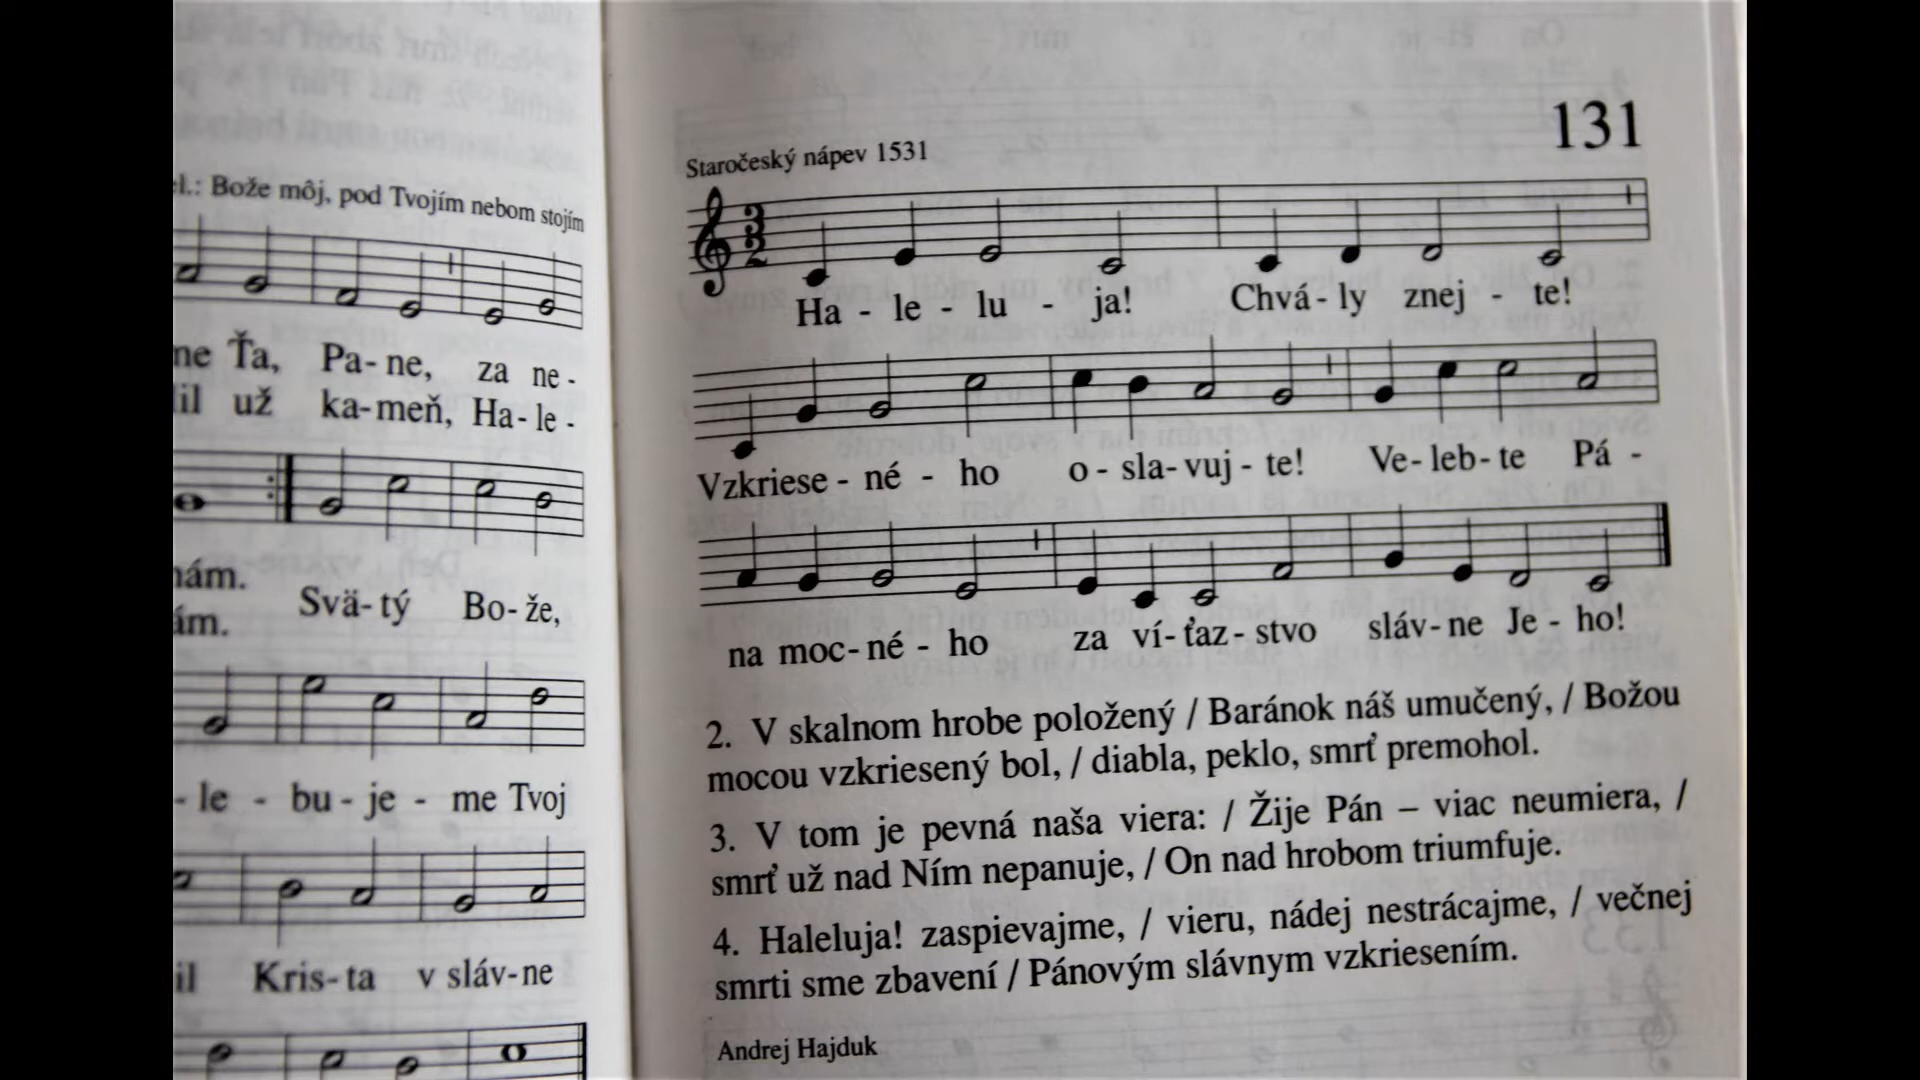 el.: Bože môj, pod Tvojím nebom stojím
me Ťa, Pa- ne, za ne -
lil už ka-meň, Ha- le -
nám. Svä-tý Bo- že,
ám.
- le - bu - je - me Tvoj
il Kris- ta v sláv-ne
131
Staročeský nápev 1531
3
2
Ha - le - lu - ja! Chvá - ly znej - te!
Vzkriese - né - ho o - sla- vuj - te! Ve- leb- te Pá -
na moc- né - ho za ví- ťaz - stvo sláv- ne Je - ho!
2. V skalnom hrobe položený / Baránok náš umučený, / Božou
mocou vzkriesený bol, / diabla, peklo, smrť premohol.
3. V tom je pevná naša viera: / Žije Pán – viac neumiera, /
smrť už nad Ním nepanuje, / On nad hrobom triumfuje.
4. Haleluja! zaspievajme, / vieru, nádej nestrácajme, / večnej
smrti sme zbavení / Pánovým slávnym vzkriesením.
Andrej Hajduk